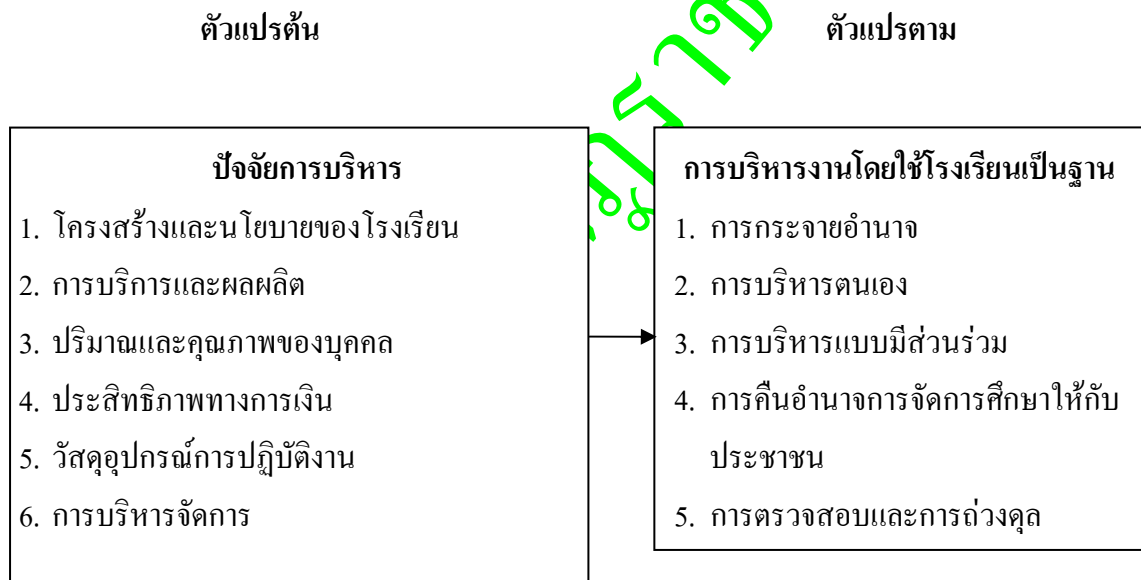 ตัวแปรต้น
ตัวแปรตาม
ปัจจัยการบริหาร
1. โครงสร้างและนโยบายของโรงเรียน
2. การบริการและผลผลิต
3. ปริมาณและคุณภาพของบุคคล
4. ประสิทธิภาพทางการเงิน
5. วัสดุอุปกรณ์การปฏิบัติงาน
6. การบริหารจัดการ
การบริหารงานโดยใช้โรงเรียนเป็นฐาน
1. การกระจายอำนาจ
2. การบริหารตนเอง
3. การบริหารแบบมีส่วนร่วม
4. การคืนอำนาจการจัดการศึกษาให้กับ
ประชาชน
5. การตรวจสอบและการถ่วงดุล